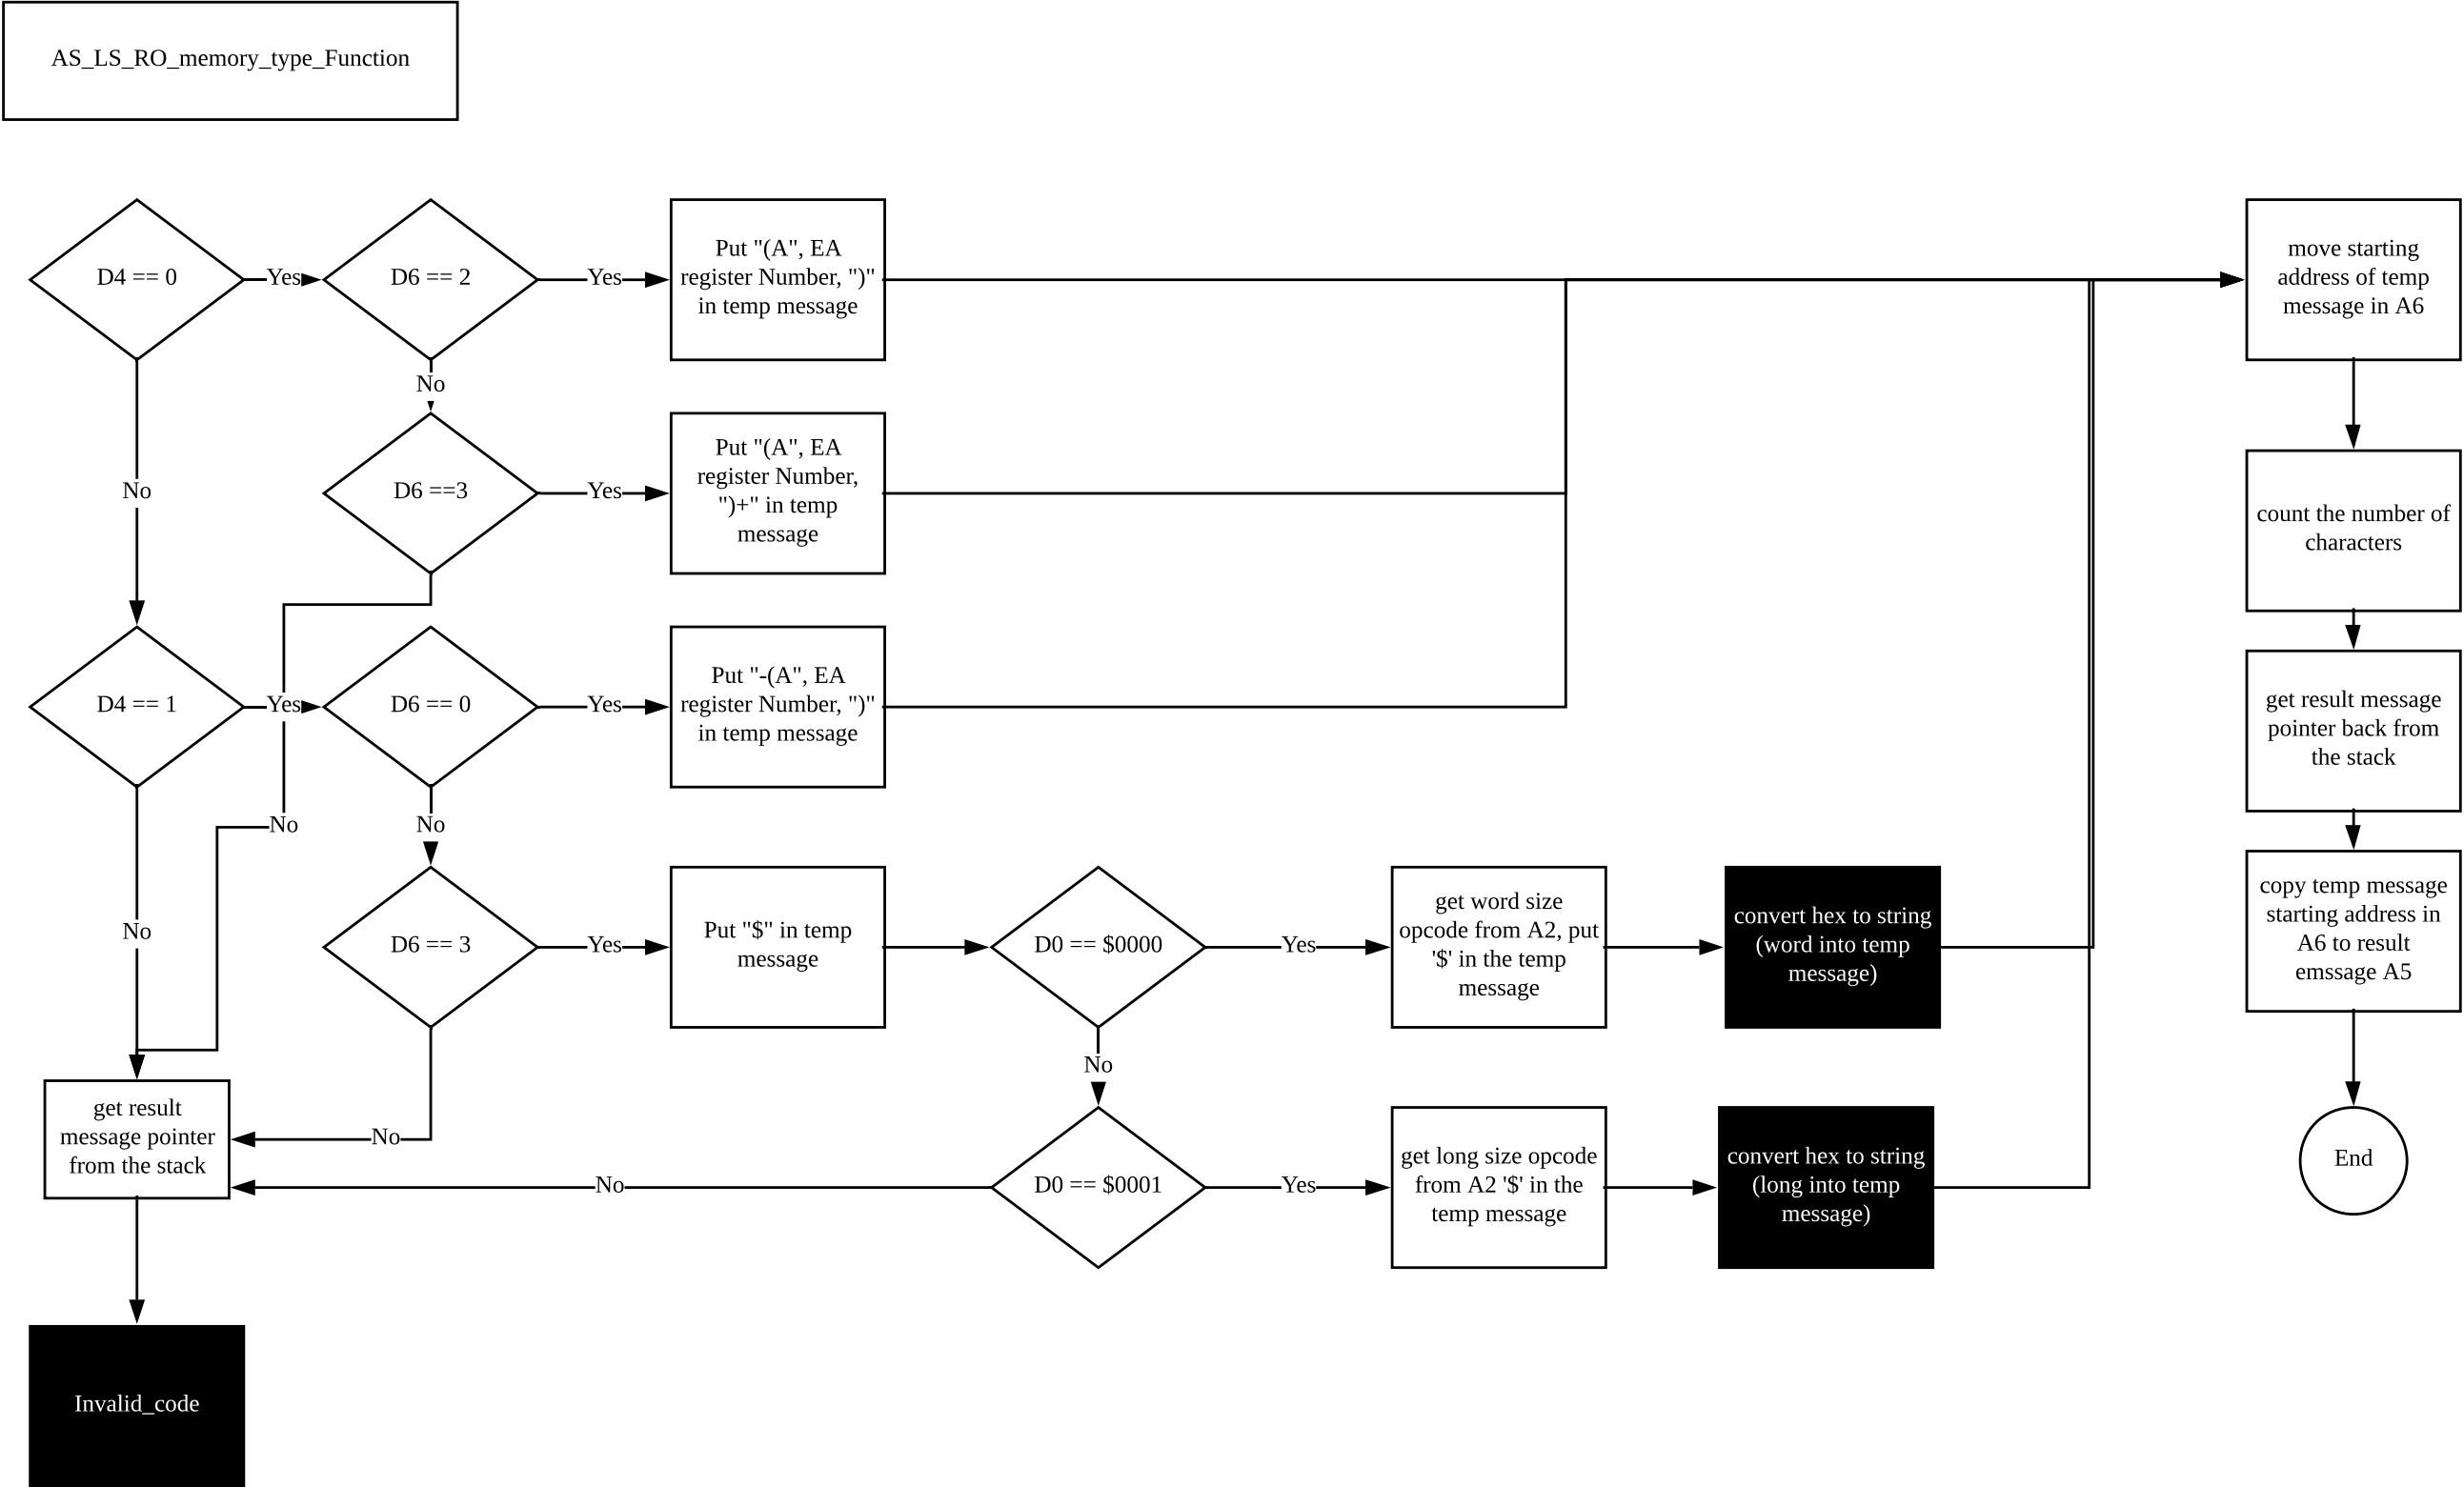 AS_LS_RO_memory_type_Function
D4 == 0
Yes
D6 == 2
Yes
Put "(A", EA
register Number, ")"
in temp message
move starting
address of temp
message in A6
No
No
D6 ==3
Yes
Put "(A", EA
register Number,
")+" in temp
message
count the number of
characters
D4 == 1
Yes
D6 == 0
Yes
Put "-(A", EA
register Number, ")"
in temp message
get result message
pointer back from
the stack
No
No
No
D6 == 3
Yes
Put "$" in temp
message
D0 == $0000
Yes
get word size
opcode from A2, put
'$' in the temp
message
convert hex to string
(word into temp
message)
copy temp message
starting address in
A6 to result
emssage A5
No
get result
message pointer
from the stack
No
No
D0 == $0001
Yes
get long size opcode
from A2 '$' in the
temp message
convert hex to string
(long into temp
message)
End
Invalid_code